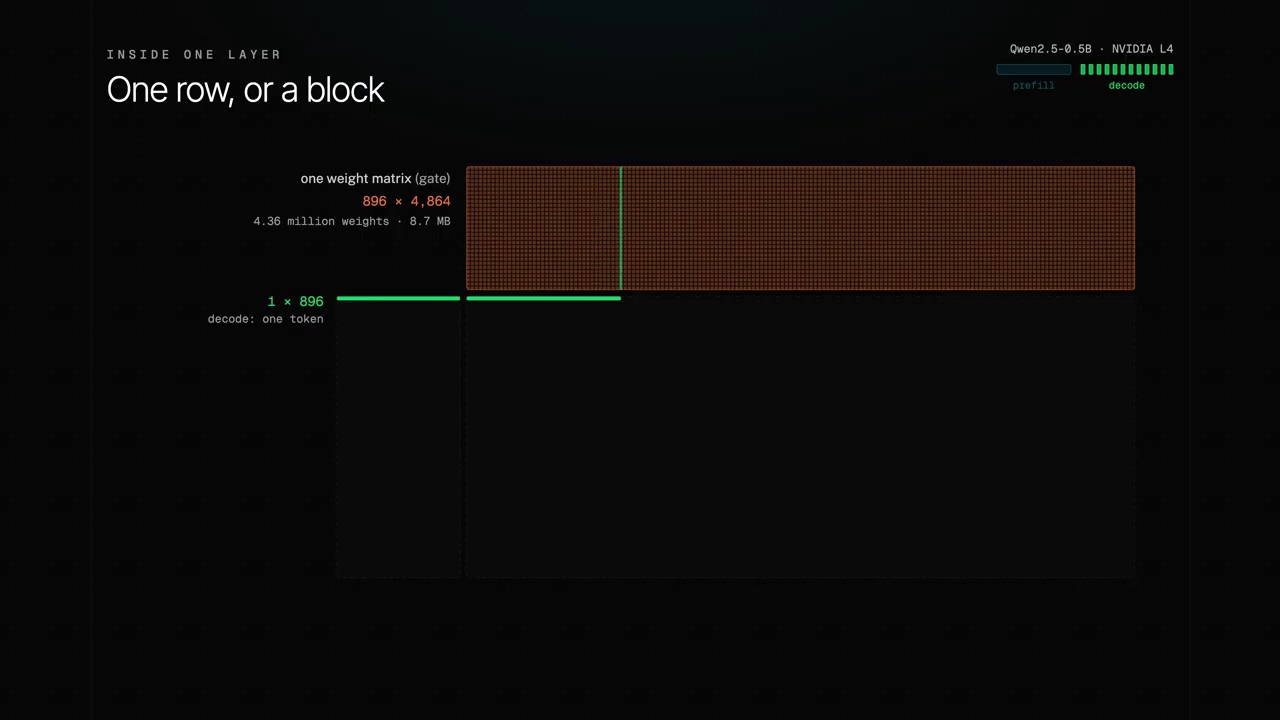 INSIDE ONE LAYER
One row, or a block
Qwen2.5-0.5B · NVIDIA L4
prefill
decode
one weight matrix (gate)
896 × 4,864
4.36 million weights · 8.7 MB
1 × 896
decode: one token